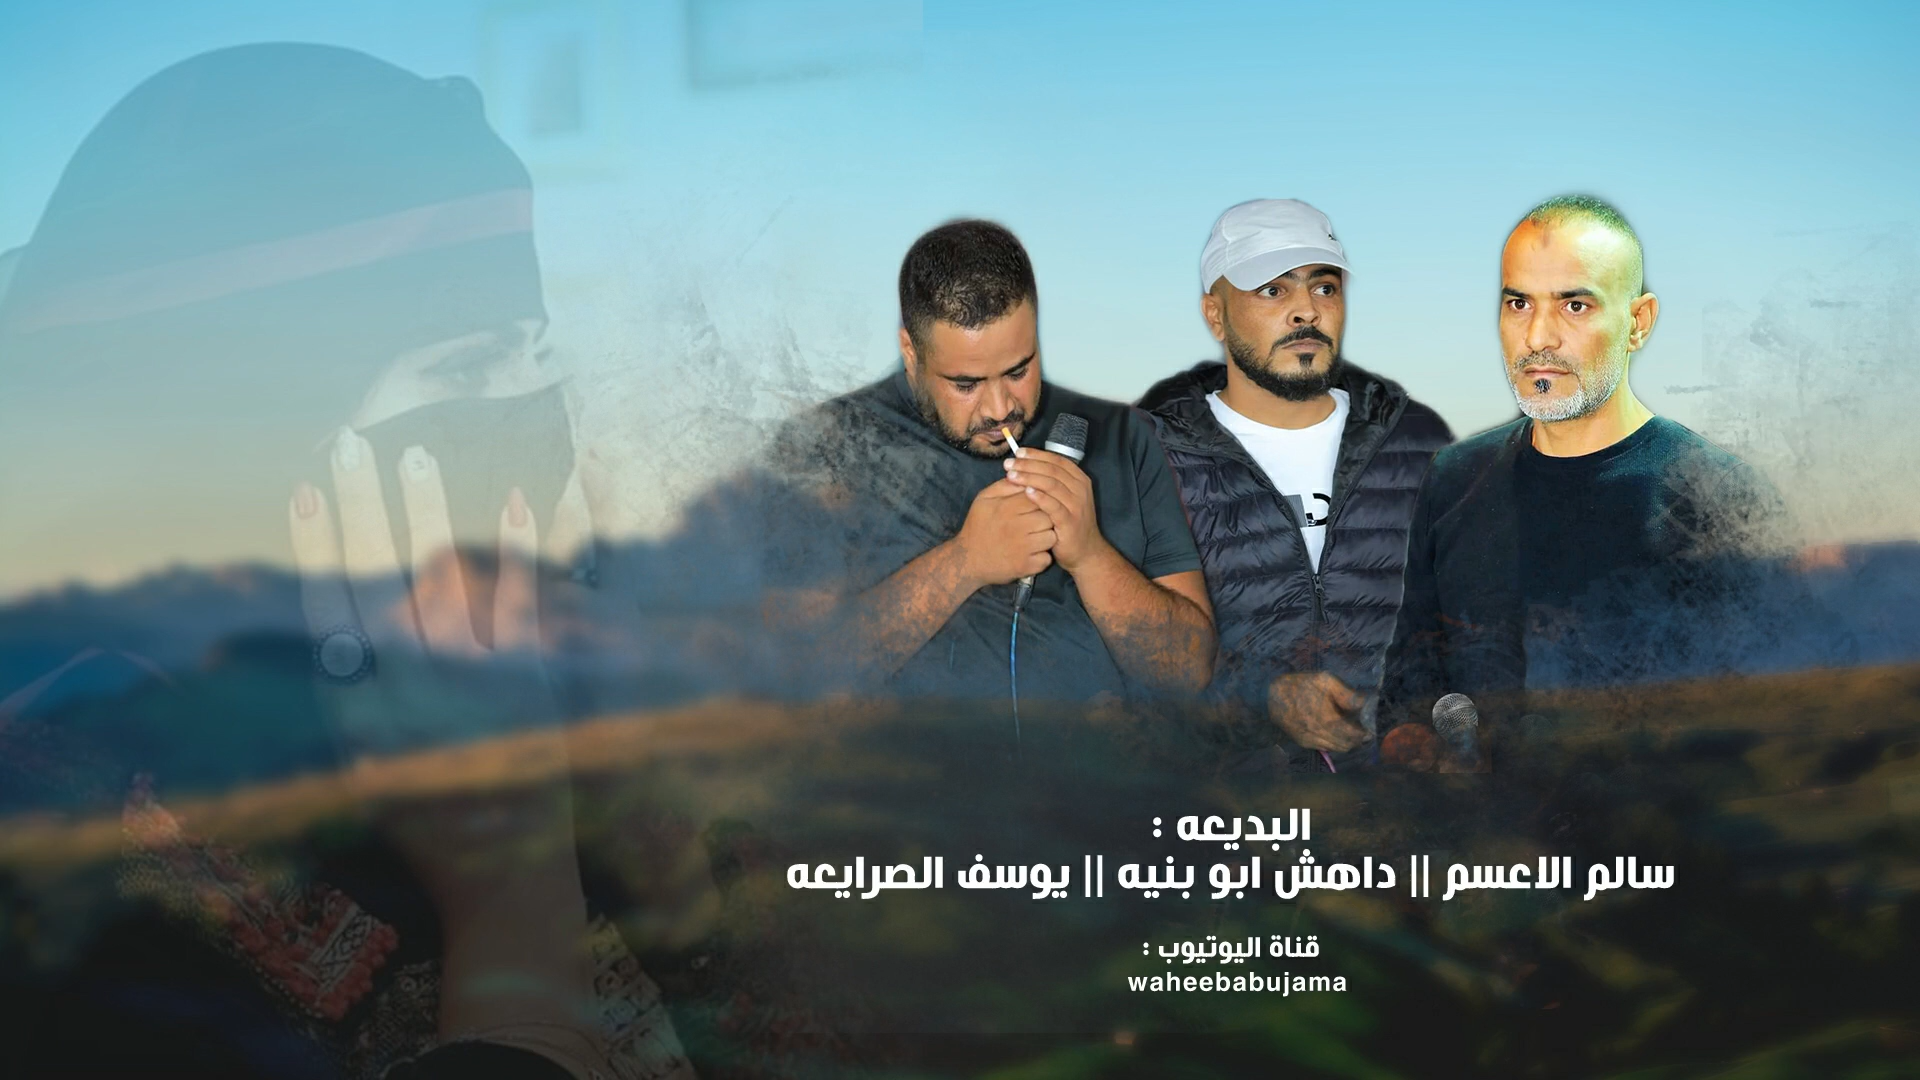 البديعه :
سالم الاعسم || داهش ابو بنيه || يوسف الصرايعه
قناة اليوتيوب :
waheebabujama